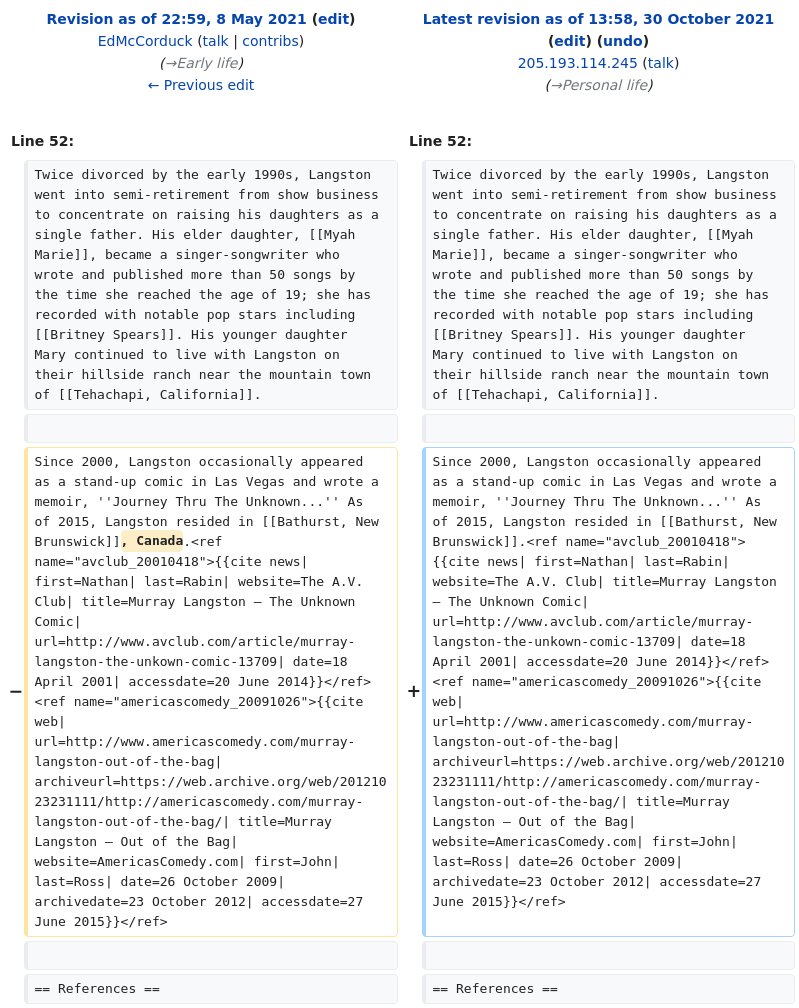 Revision as of 22:59, 8 May 2021 (edit)
EdMcCorduck (talk | contribs)
(→Early life)
← Previous edit
Latest revision as of 13:58, 30 October 2021
(edit) (undo)
205.193.114.245 (talk)
(→Personal life)
Line 52:
Twice divorced by the early 1990s, Langston
went into semi-retirement from show business
to concentrate on raising his daughters as a
single father. His elder daughter, [[Myah
Marie]], became a singer-songwriter who
wrote and published more than 50 songs by
the time she reached the age of 19; she has
recorded with notable pop stars including
[[Britney Spears]]. His younger daughter
Mary continued to live with Langston on
their hillside ranch near the mountain town
of [[Tehachapi, California]].
−
Since 2000, Langston occasionally appeared
as a stand-up comic in Las Vegas and wrote a
memoir, ''Journey Thru The Unknown...'' As
of 2015, Langston resided in [[Bathurst, New
Brunswick]], Canada.<ref
name="avclub_20010418">{{cite news|
first=Nathan| last=Rabin| website=The A.V.
Club| title=Murray Langston – The Unknown
Comic|
url=http://www.avclub.com/article/murray-
langston-the-unkown-comic-13709| date=18
April 2001| accessdate=20 June 2014}}</ref>
<ref name="americascomedy_20091026">{{cite
web|
url=http://www.americascomedy.com/murray-
langston-out-of-the-bag|
archiveurl=https://web.archive.org/web/201210
23231111/http://americascomedy.com/murray-
langston-out-of-the-bag/| title=Murray
Langston – Out of the Bag|
website=AmericasComedy.com| first=John|
last=Ross| date=26 October 2009|
archivedate=23 October 2012| accessdate=27
June 2015}}</ref>
== References ==
Line 52:
Twice divorced by the early 1990s, Langston
went into semi-retirement from show business
to concentrate on raising his daughters as a
single father. His elder daughter, [[Myah
Marie]], became a singer-songwriter who
wrote and published more than 50 songs by
the time she reached the age of 19; she has
recorded with notable pop stars including
[[Britney Spears]]. His younger daughter
Mary continued to live with Langston on
their hillside ranch near the mountain town
of [[Tehachapi, California]].
+
Since 2000, Langston occasionally appeared
as a stand-up comic in Las Vegas and wrote a
memoir, ''Journey Thru The Unknown...'' As
of 2015, Langston resided in [[Bathurst, New
Brunswick]].<ref name="avclub_20010418">
{{cite news| first=Nathan| last=Rabin|
website=The A.V. Club| title=Murray Langston
– The Unknown Comic|
url=http://www.avclub.com/article/murray-
langston-the-unkown-comic-13709| date=18
April 2001| accessdate=20 June 2014}}</ref>
<ref name="americascomedy_20091026">{{cite
web|
url=http://www.americascomedy.com/murray-
langston-out-of-the-bag|
archiveurl=https://web.archive.org/web/201210
23231111/http://americascomedy.com/murray-
langston-out-of-the-bag/| title=Murray
Langston – Out of the Bag|
website=AmericasComedy.com| first=John|
last=Ross| date=26 October 2009|
archivedate=23 October 2012| accessdate=27
June 2015}}</ref>
== References ==